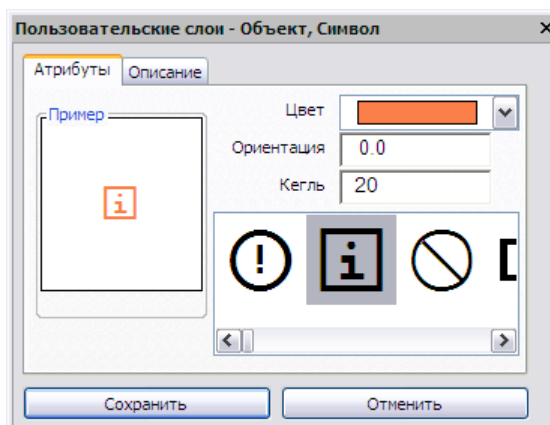 Пользовательские слои - Объект, Символ
Атрибуты Описание
Пример
Цвет
Ориентация 0.0
Кегль 20
i
! i
Сохранить Отменить